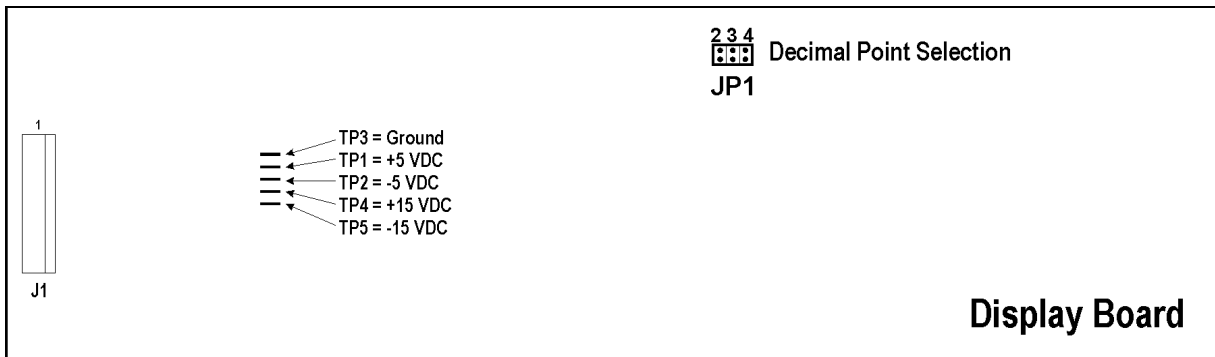 2 3 4
Decimal Point Selection
JP1
1
TP3 = Ground
TP1 = +5 VDC
TP2 = -5 VDC
TP4 = +15 VDC
TP5 = -15 VDC
J1
Display Board